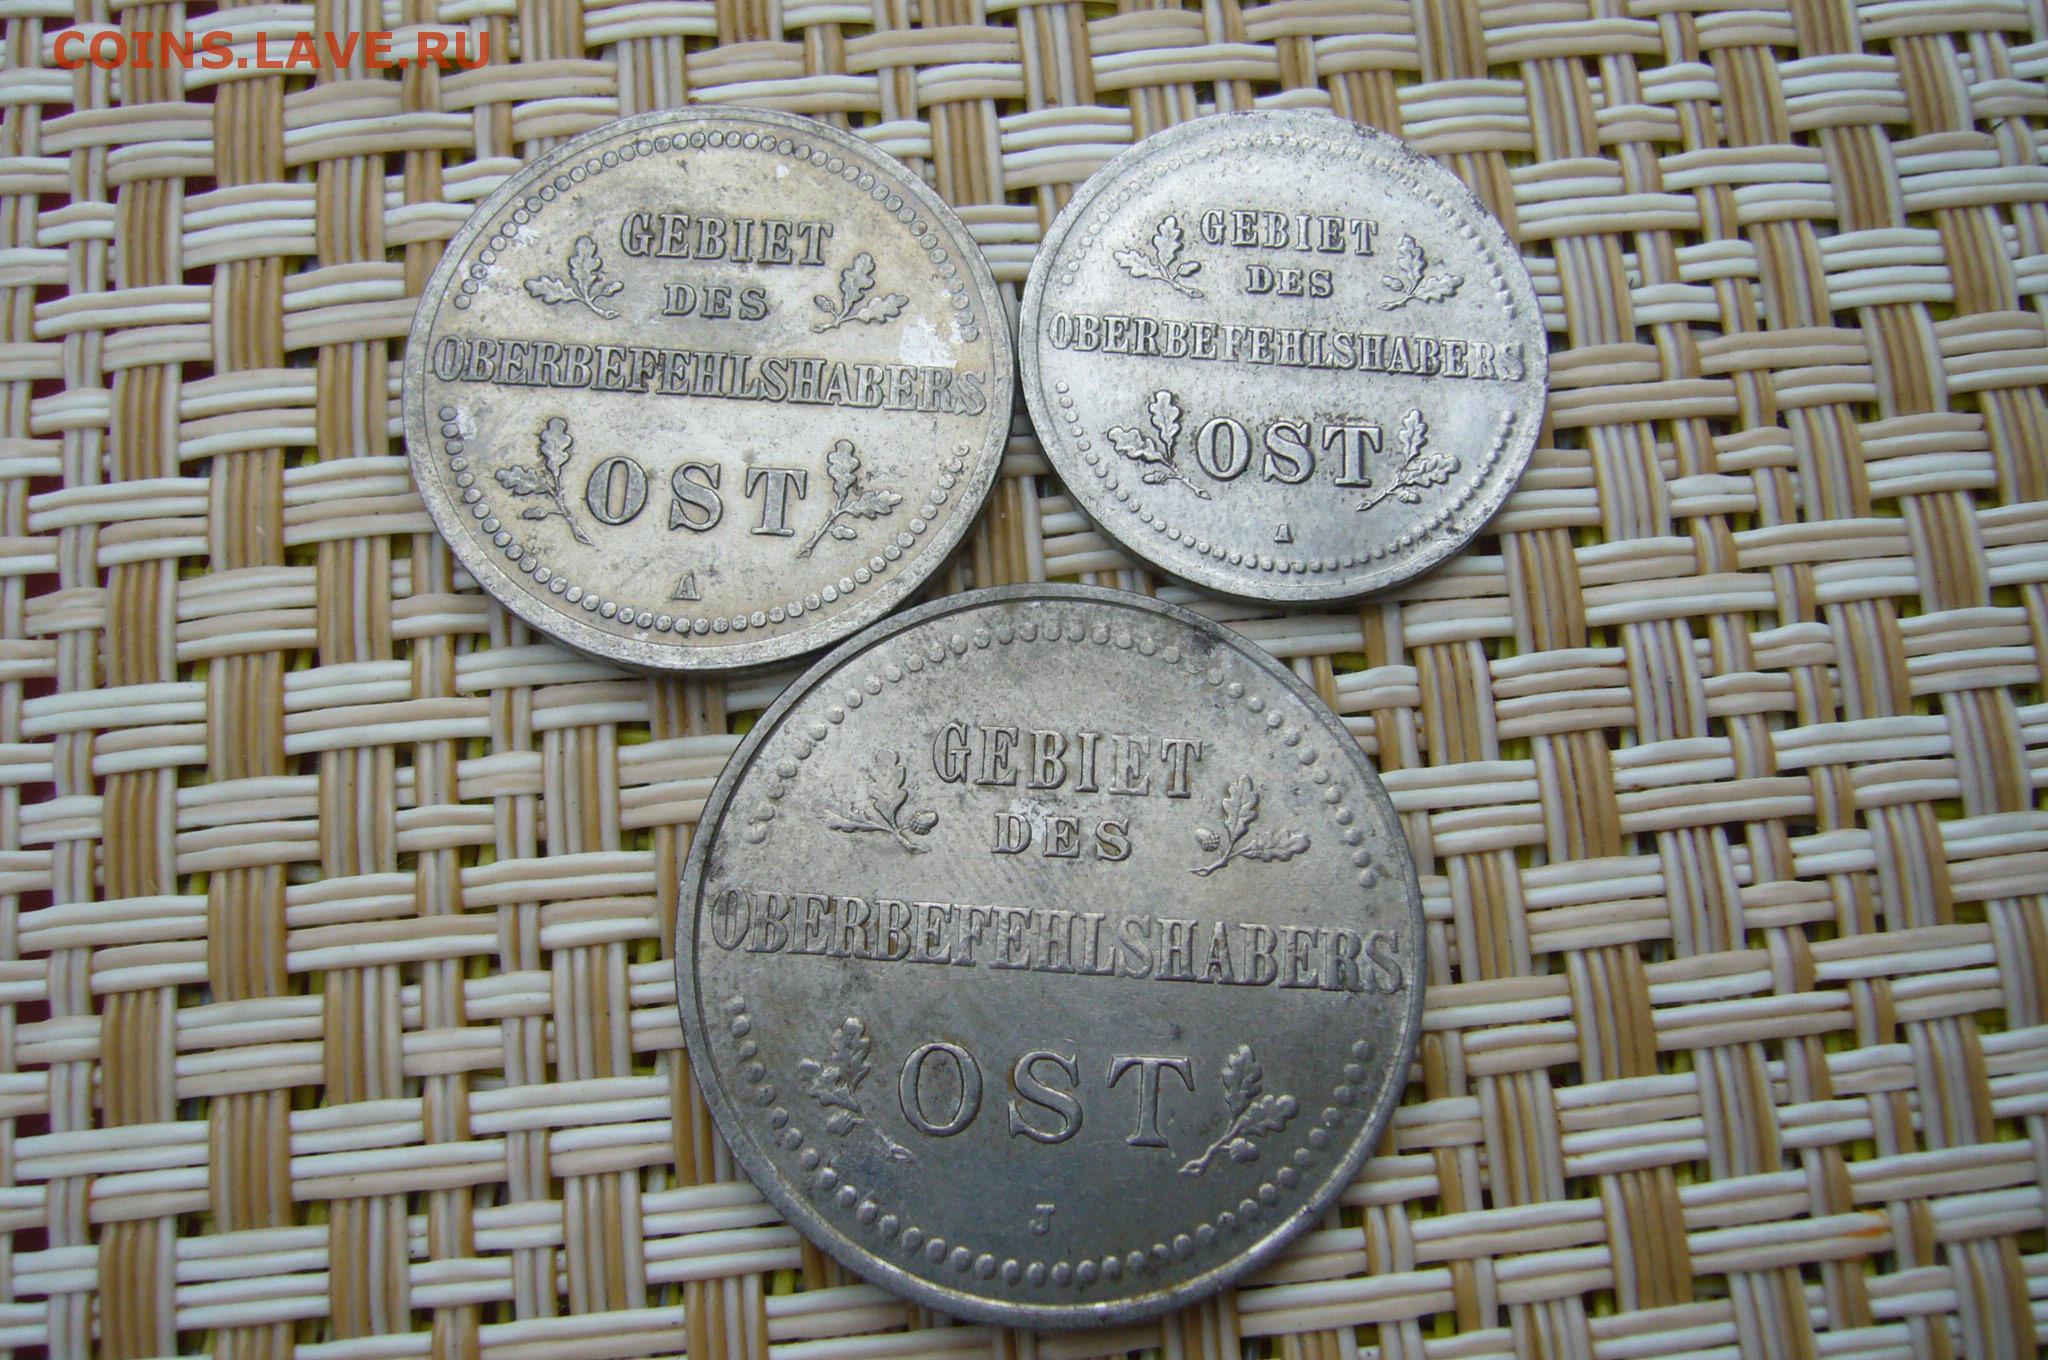 COINS.LAVE.RU
GEBIET
DES
OBERBEFEHLSHABERS
OST
A
GEBIET
DES
OBERBEFEHLSHABERS
OST
A
GEBIET
DES
OBERBEFEHLSHABERS
OST
J